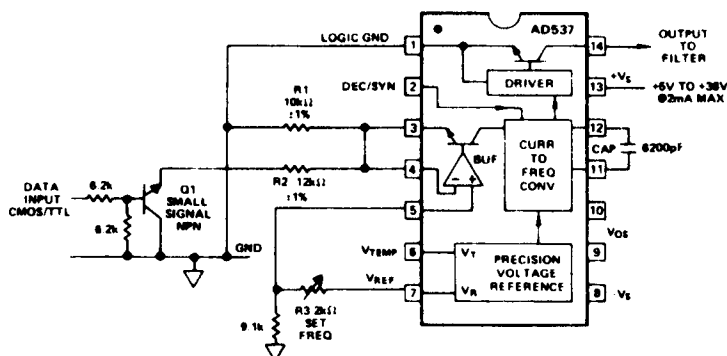 AD537
LOGIC GND
1
14
OUTPUT
TO
FILTER
DRIVER
+VS
13
+5V TO +36V
@2mA MAX
DEC/SYN
2
R1
10kΩ
±1%
3
12
CAP
6200pF
BUF
CURR
TO
FREQ
CONV
4
11
R2 12kΩ
±1%
DATA
INPUT
CMOS/TTL
6.2k
Q1
SMALL
SIGNAL
NPN
6.2k
GND
5
10
VOS
VTEMP
6
VT
PRECISION
VOLTAGE
REFERENCE
9
VREF
7
VR
8
-VS
R3 2kΩ
SET
FREQ
9.1k